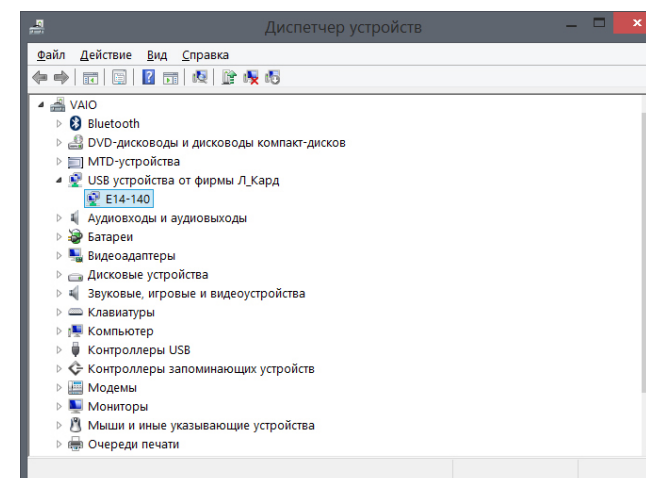 Диспетчер устройств
Файл Действие Вид Справка
VAIO
Bluetooth
DVD-дисководы и дисководы компакт-дисков
MTD-устройства
USB устройства от фирмы Л_Кард
E14-140
Аудиовходы и аудиовыходы
Батареи
Видеоадаптеры
Дисковые устройства
Звуковые, игровые и видеоустройства
Клавиатуры
Компьютер
Контроллеры USB
Контроллеры запоминающих устройств
Модемы
Мониторы
Мыши и иные указывающие устройства
Очереди печати